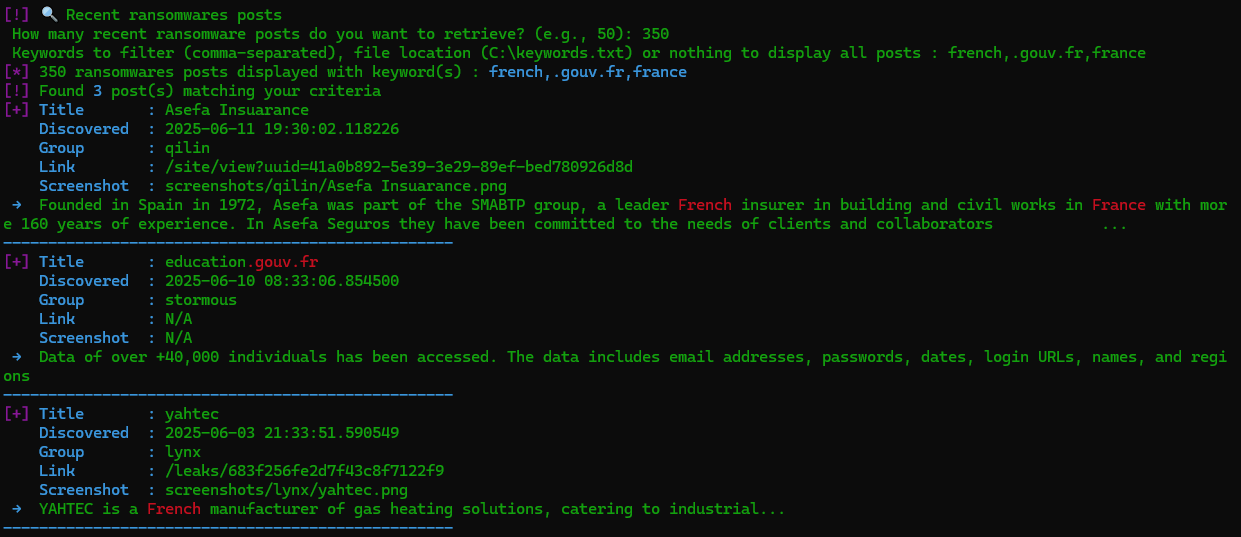 [!] 🔍 Recent ransomwares posts
How many recent ransomware posts do you want to retrieve? (e.g., 50): 350
Keywords to filter (comma-separated), file location (C:\keywords.txt) or nothing to display all posts : french,.gouv.fr,france
[*] 350 ransomwares posts displayed with keyword(s) : french,.gouv.fr,france
[!] Found 3 post(s) matching your criteria
[+] Title : Asefa Insuarance
Discovered : 2025-06-11 19:30:02.118226
Group : qilin
Link : /site/view?uuid=41a0b892-5e39-3e29-89ef-bed780926d8d
Screenshot : screenshots/qilin/Asefa Insuarance.png
→ Founded in Spain in 1972, Asefa was part of the SMABTP group, a leader French insurer in building and civil works in France with mor
e 160 years of experience. In Asefa Seguros they have been committed to the needs of clients and collaborators ...
--------------------------------------------------
[+] Title : education.gouv.fr
Discovered : 2025-06-10 08:33:06.854500
Group : stormous
Link : N/A
Screenshot : N/A
→ Data of over +40,000 individuals has been accessed. The data includes email addresses, passwords, dates, login URLs, names, and regi
ons
--------------------------------------------------
[+] Title : yahtec
Discovered : 2025-06-03 21:33:51.590549
Group : lynx
Link : /leaks/683f256fe2d7f43c8f7122f9
Screenshot : screenshots/lynx/yahtec.png
→ YAHTEC is a French manufacturer of gas heating solutions, catering to industrial...
--------------------------------------------------